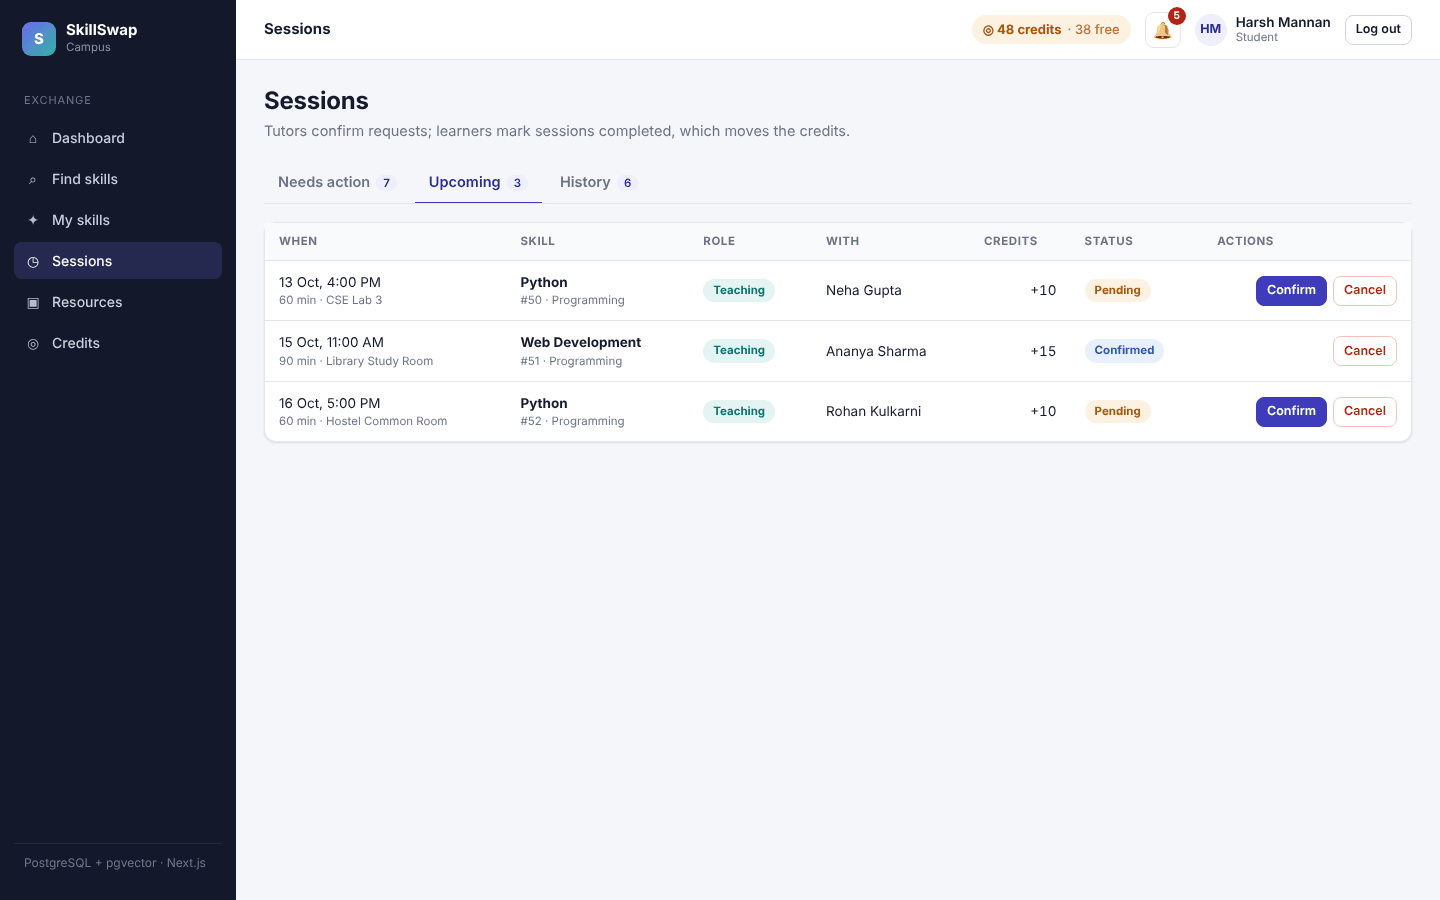 S
SkillSwap
Campus
EXCHANGE
Dashboard
Find skills
My skills
Sessions
Resources
Credits
PostgreSQL + pgvector · Next.js
Sessions
48 credits · 38 free
5
HM
Harsh Mannan
Student
Log out
Sessions
Tutors confirm requests; learners mark sessions completed, which moves the credits.
Needs action 7
Upcoming 3
History 6
WHEN SKILL ROLE WITH CREDITS STATUS ACTIONS
13 Oct, 4:00 PM Python Teaching Neha Gupta +10 Pending Confirm Cancel
60 min · CSE Lab 3 #50 · Programming
15 Oct, 11:00 AM Web Development Teaching Ananya Sharma +15 Confirmed Cancel
90 min · Library Study Room #51 · Programming
16 Oct, 5:00 PM Python Teaching Rohan Kulkarni +10 Pending Confirm Cancel
60 min · Hostel Common Room #52 · Programming